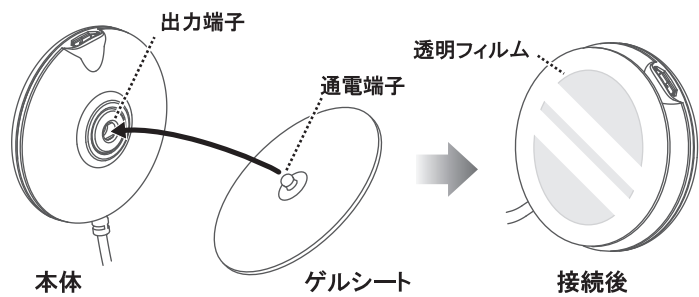 出力端子
通電端子
透明フィルム
本体
ゲルシート
接続後